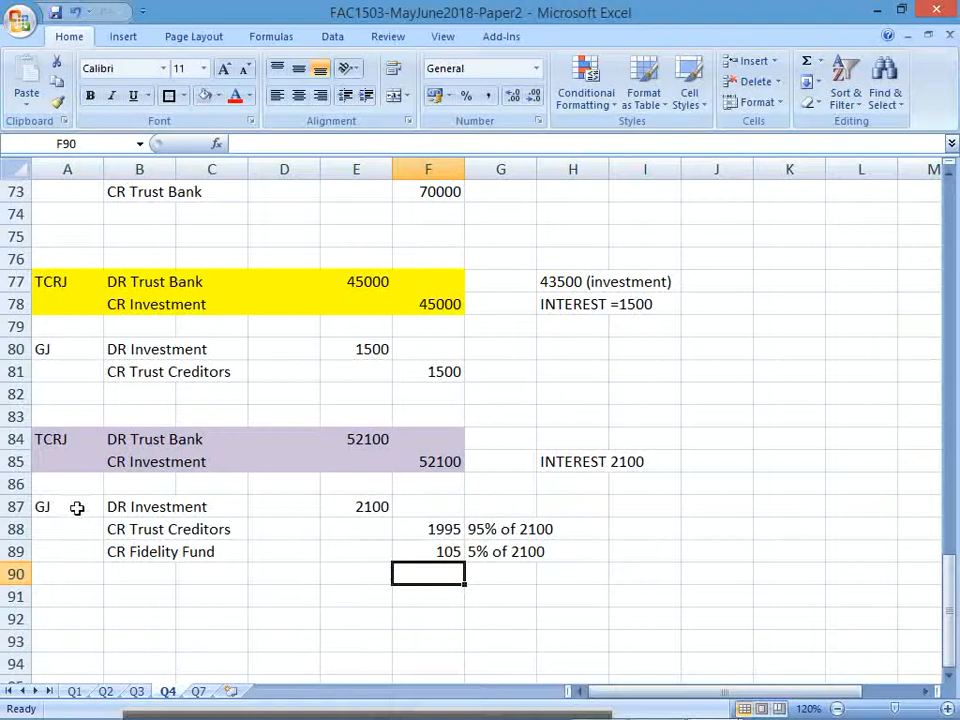 FAC1503-MayJune2018-Paper2 - Microsoft Excel
Home Insert Page Layout Formulas Data Review View Add-Ins
Paste
Calibri 11
General
B I U
A A
Conditional Formatting
Format as Table
Cell Styles
Insert
Delete
Format
Sort & Filter
Find & Select
Clipboard Font Alignment Number Styles Cells Editing
F90 fx
A B C D E F G H I J K L M
73 CR Trust Bank 70000
74
75
76
77 TCRJ DR Trust Bank 45000 43500 (investment)
78 CR Investment 45000 INTEREST =1500
79
80 GJ DR Investment 1500
81 CR Trust Creditors 1500
82
83
84 TCRJ DR Trust Bank 52100
85 CR Investment 52100 INTEREST 2100
86
87 GJ DR Investment 2100
88 CR Trust Creditors 1995 95% of 2100
89 CR Fidelity Fund 105 5% of 2100
90
91
92
93
94
Q1 Q2 Q3 Q4 Q7
Ready 120%